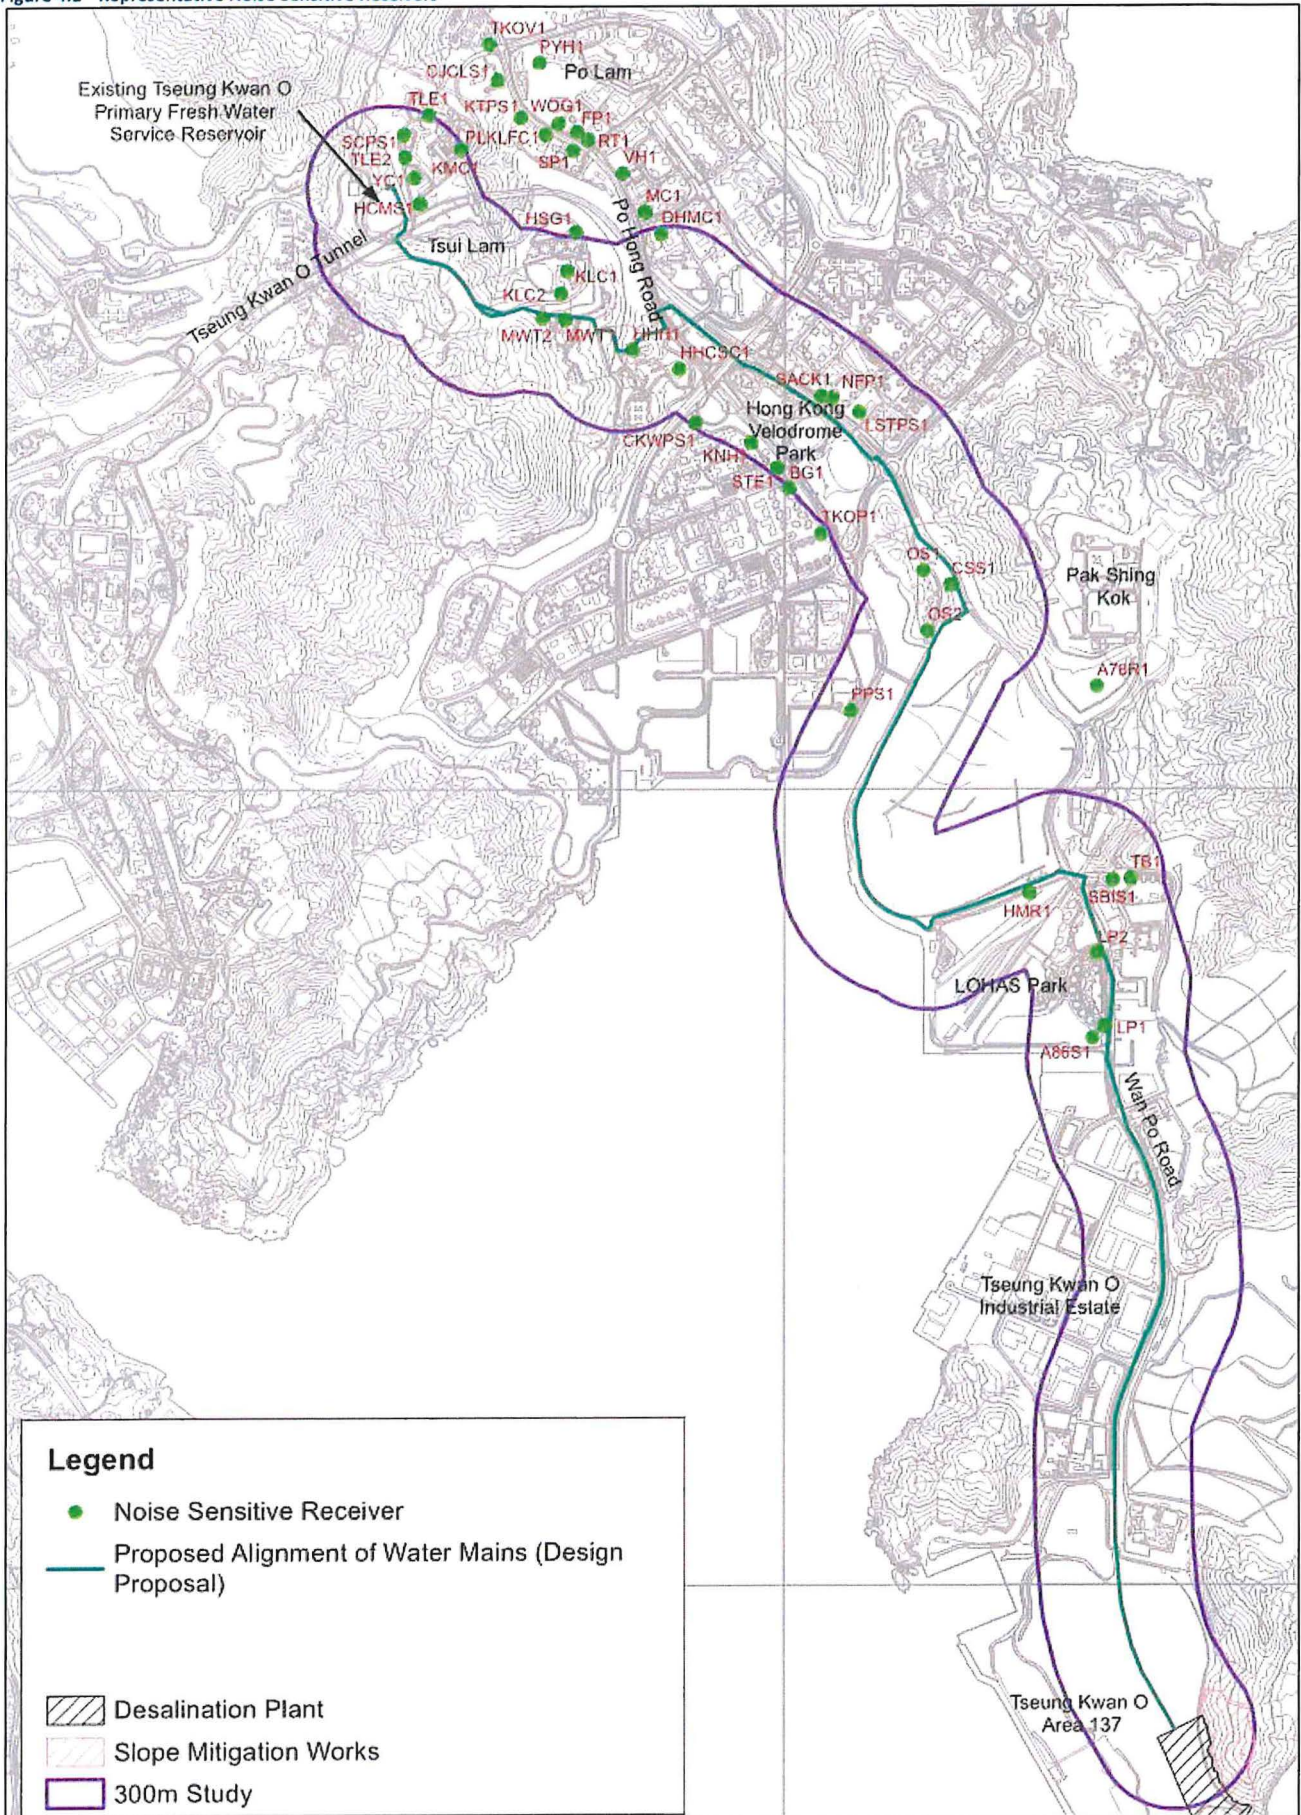 TKOV1
PYH1
Po Lam
CJCLS1
Existing Tseung Kwan O
Primary Fresh Water
Service Reservoir
TLE1
KTPS1
WOG1
FP1
SCPS1
PLKLFC1
RT1
TLE2
KMC1
SP1
VH1
YC1
HCMS1
MC1
HSG1
DHMC1
Po Hong Road
Tsui Lam
Tseung Kwan O Tunnel
KLC1
KLC2
MWT2
MWT1
HHH1
HHCSC1
SACK1
NFP1
Hong Kong
Velodrome
Park
LSTPS1
CKWPS1
KNH1
STE1
BG1
TKOP1
OS1
CSS1
Pak Shing
Kok
OS2
A78R1
PPS1
TB1
SBIS1
HMR1
LP2
LOHAS Park
LP1
A86S1
Wan Po Road
Tseung Kwan O
Industrial Estate
Legend
Noise Sensitive Receiver
Proposed Alignment of Water Mains (Design
Proposal)
Desalination Plant
Slope Mitigation Works
300m Study
Tseung Kwan O
Area 137